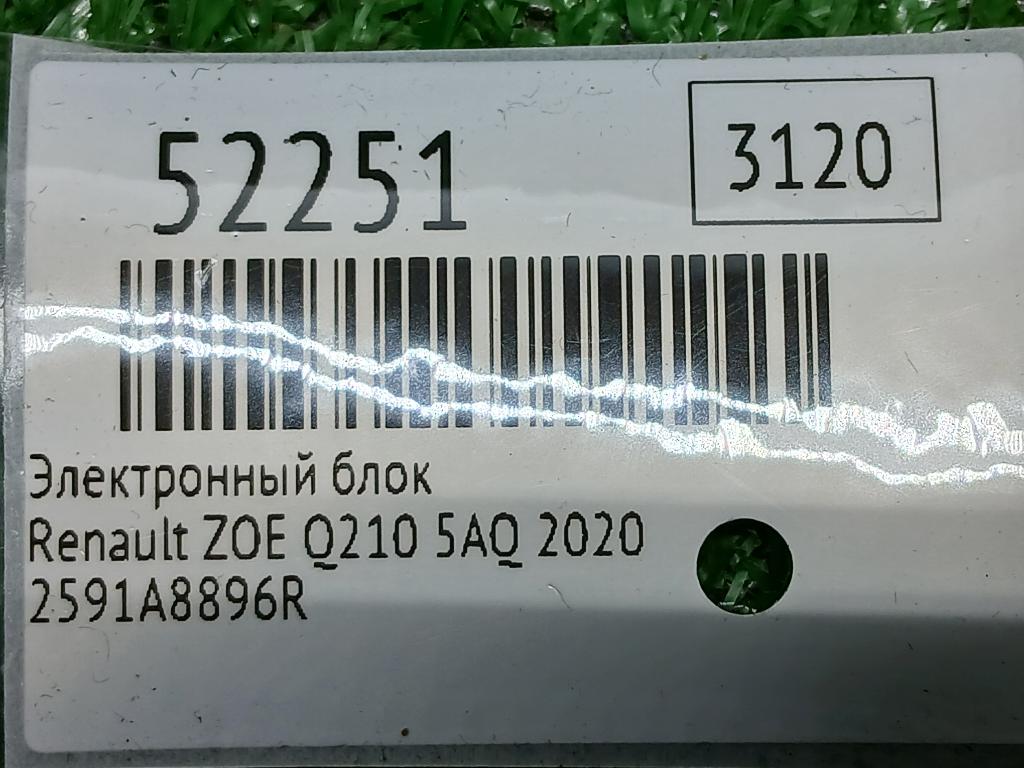 52251
3120
Электронный блок
Renault ZOE Q210 5AQ 2020
2591A8896R